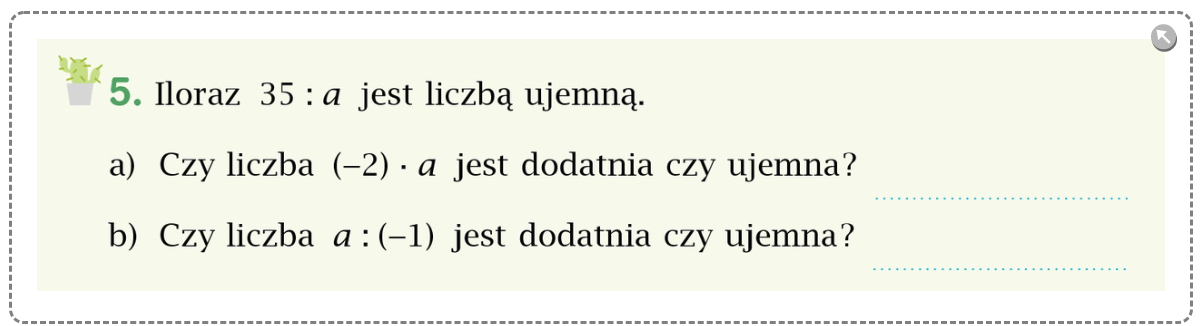 5. Iloraz 35 : a jest liczbą ujemną.
a) Czy liczba (–2) · a jest dodatnia czy ujemna? ..............................
b) Czy liczba a : (–1) jest dodatnia czy ujemna? ..............................